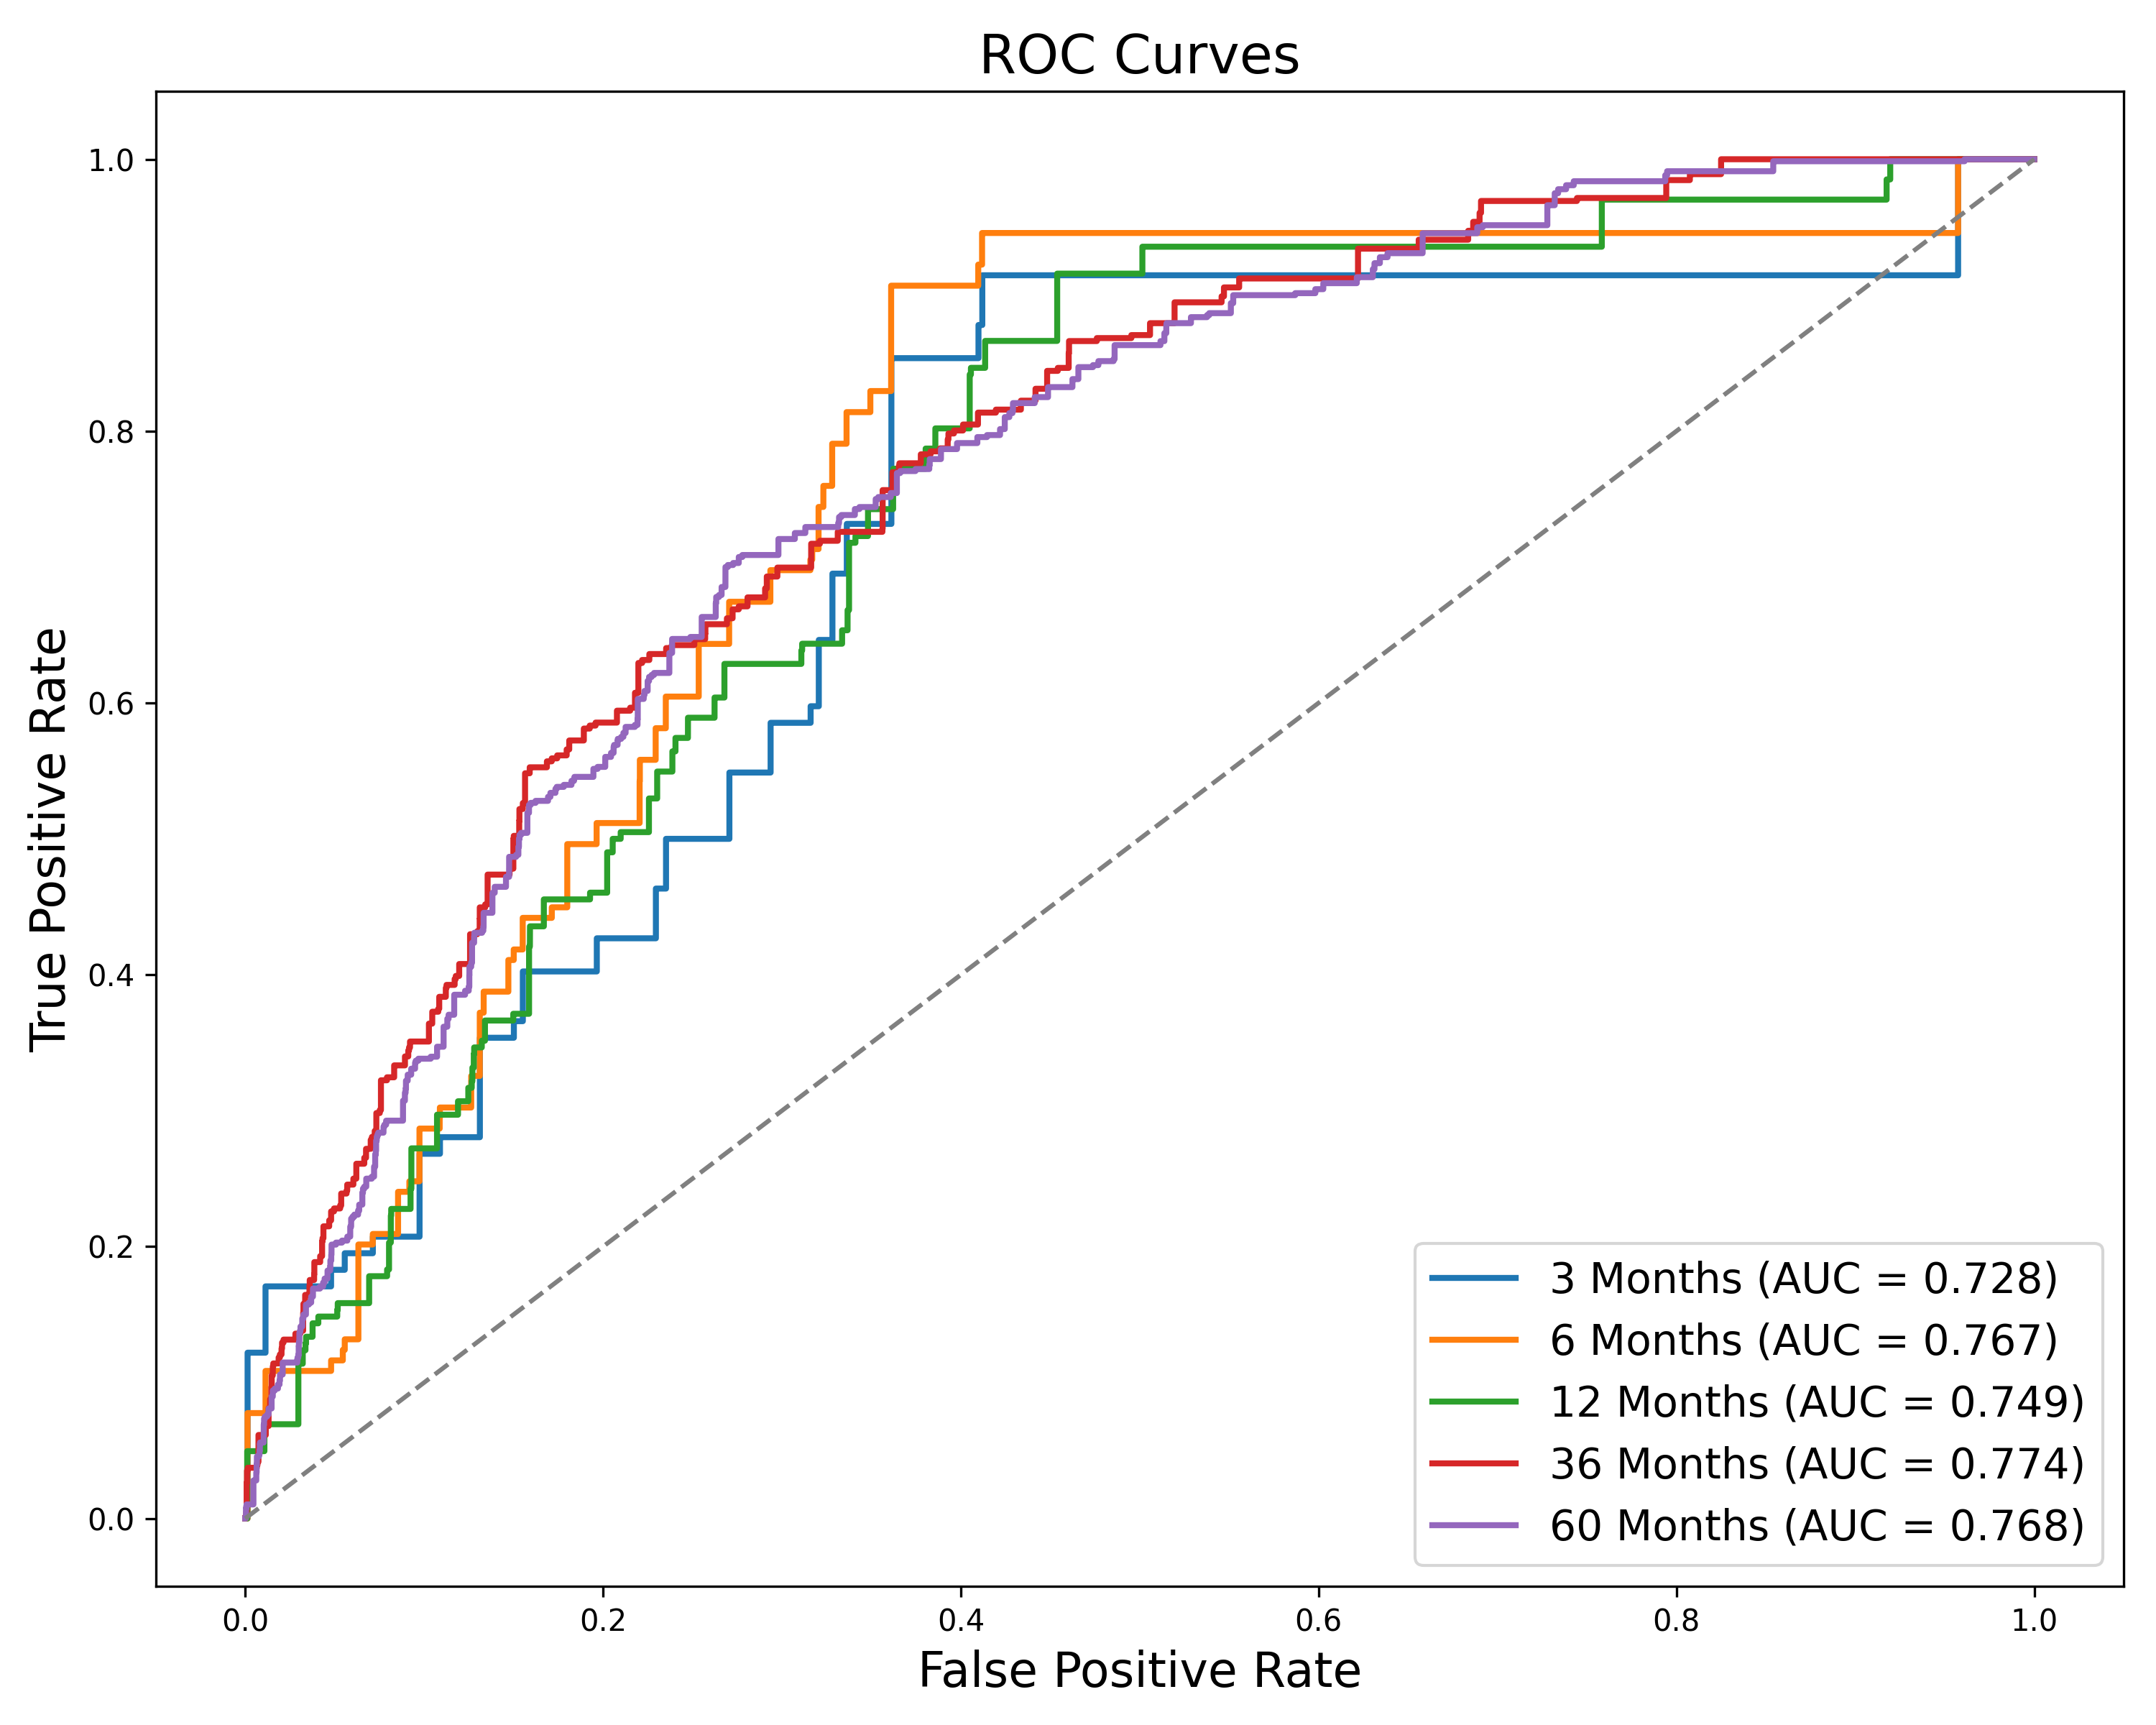 ROC Curves
True Positive Rate
1.0
0.8
0.6
0.4
0.2
0.0
0.0 0.2 0.4 0.6 0.8 1.0
False Positive Rate
3 Months (AUC = 0.728)
6 Months (AUC = 0.767)
12 Months (AUC = 0.749)
36 Months (AUC = 0.774)
60 Months (AUC = 0.768)